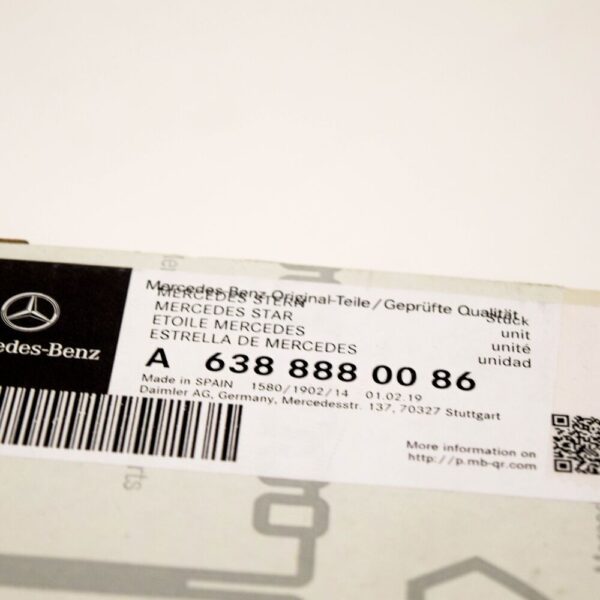 Mercedes Benz Original-Teile/Geprüfte Qualität
MERCEDES STERN Stück
MERCEDES STAR unit
ETOILE MERCEDES unité
ESTRELLA DE MERCEDES unidad
edes-Benz
A 638 888 00 86
Made in SPAIN 1580/1902/14 01.02.19
Daimler AG, Germany, Mercedesstr. 137, 70327 Stuttgart
More information on
http://p.mb-qr.com